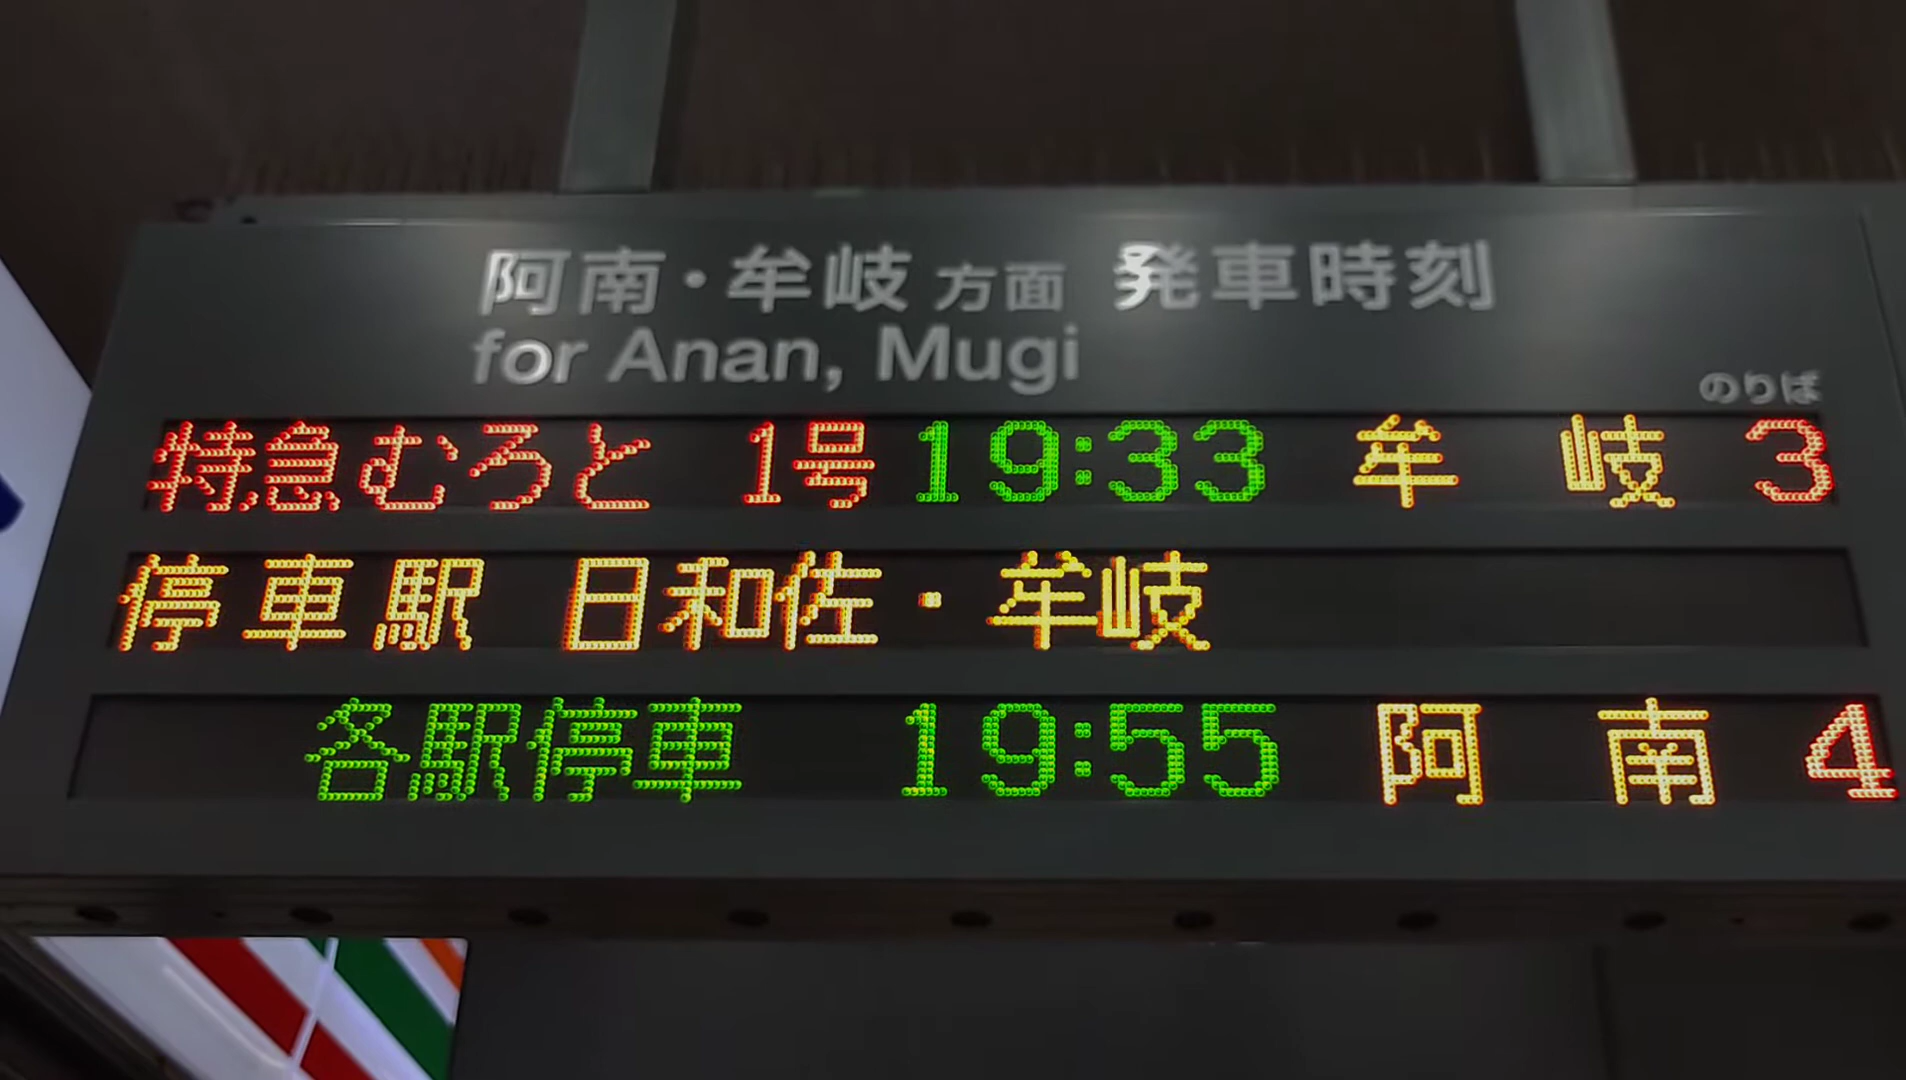 阿南・牟岐 方面 発車時刻
for Anan, Mugi
のりば
特急むろと 1号 19:33 牟 岐 3
停車駅 日和佐・牟岐
各駅停車 19:55 阿 南 4